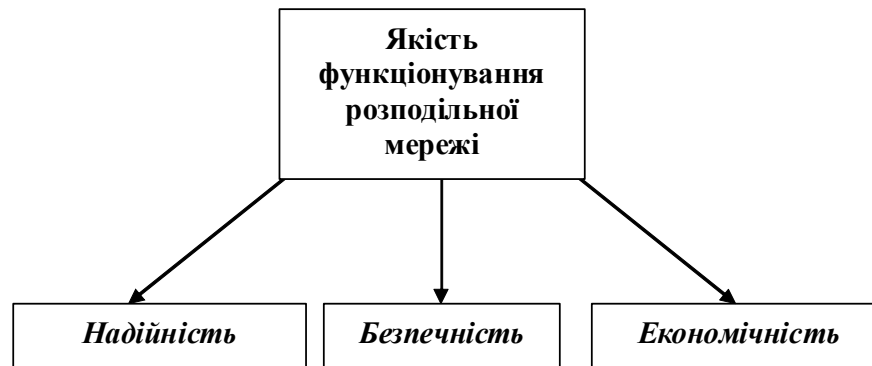 Якість
функціонування
розподільної
мережі
Надійність
Безпечність
Економічність